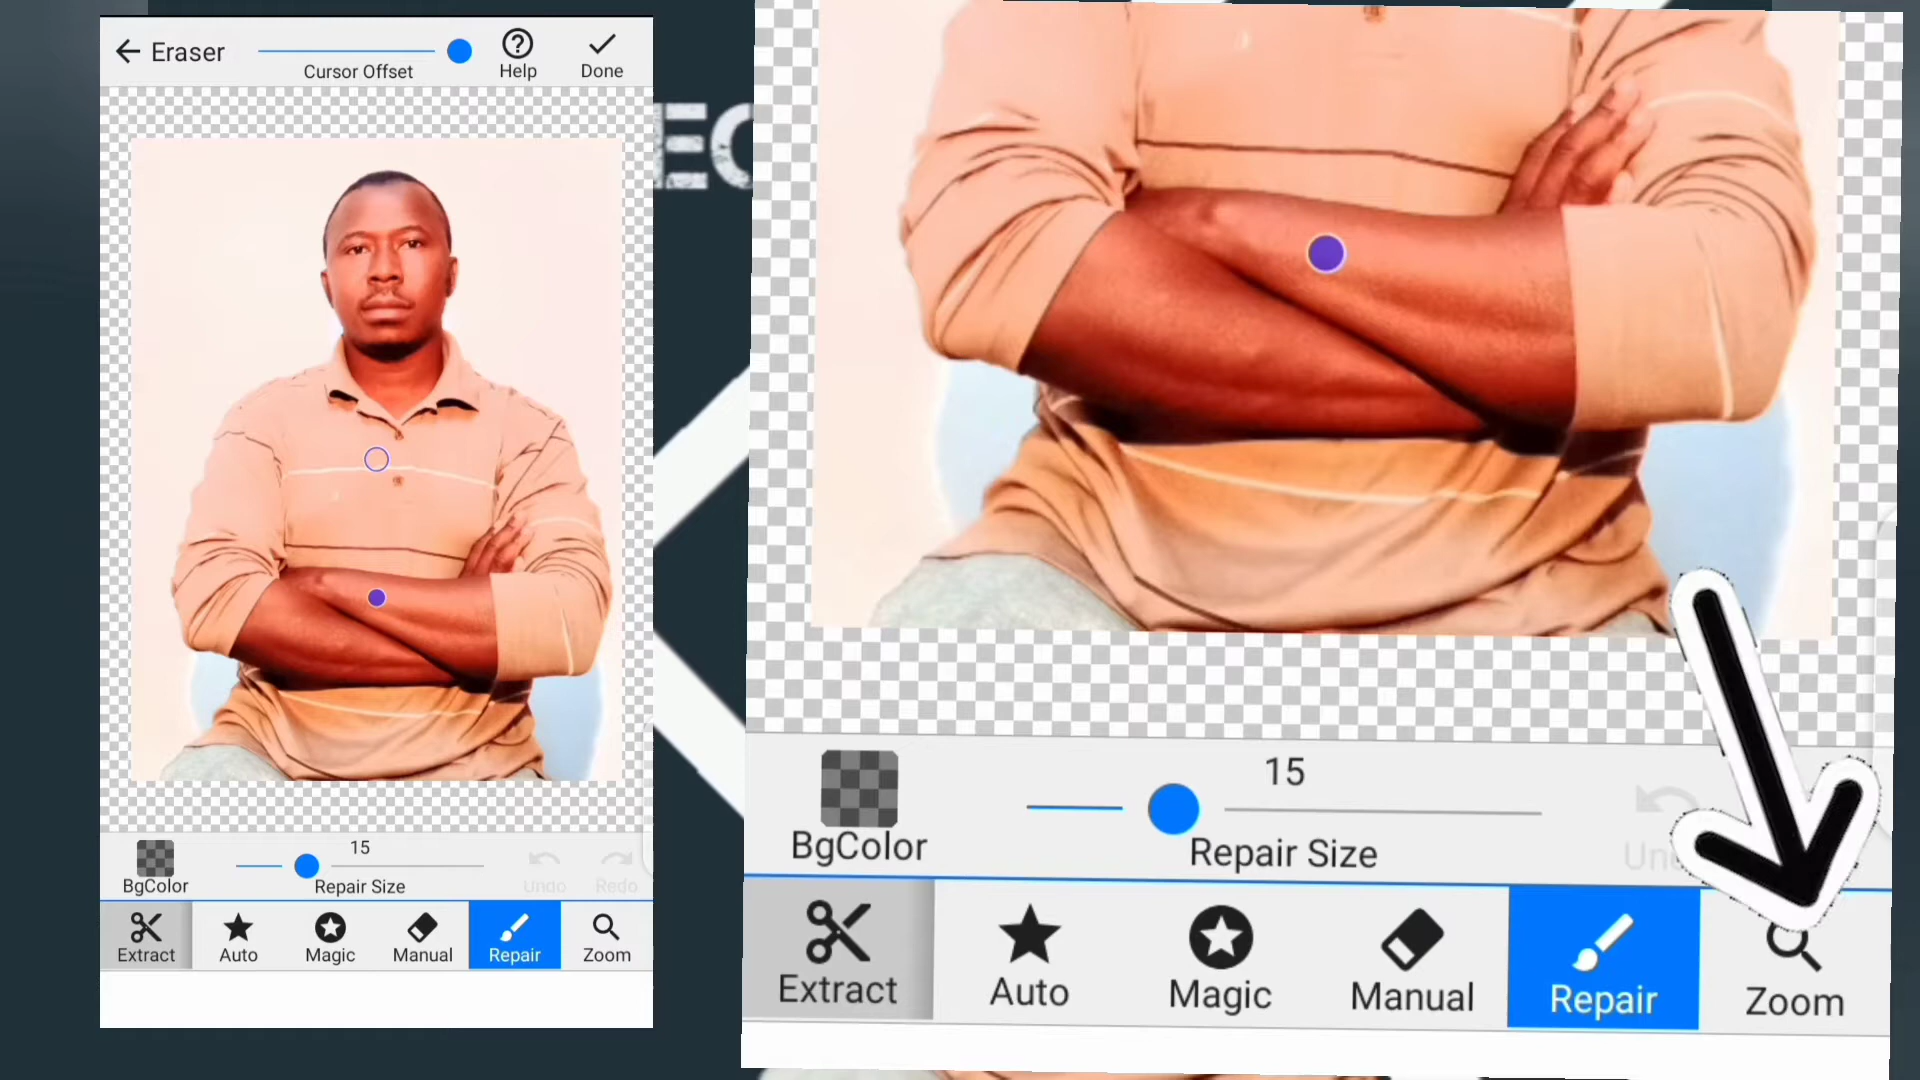 Eraser
Cursor Offset
Help
Done
EC
15
BgColor
Repair Size
Undo
Redo
Extract
Auto
Magic
Manual
Repair
Zoom
15
BgColor
Repair Size
Extract
Auto
Magic
Manual
Repair
Zoom